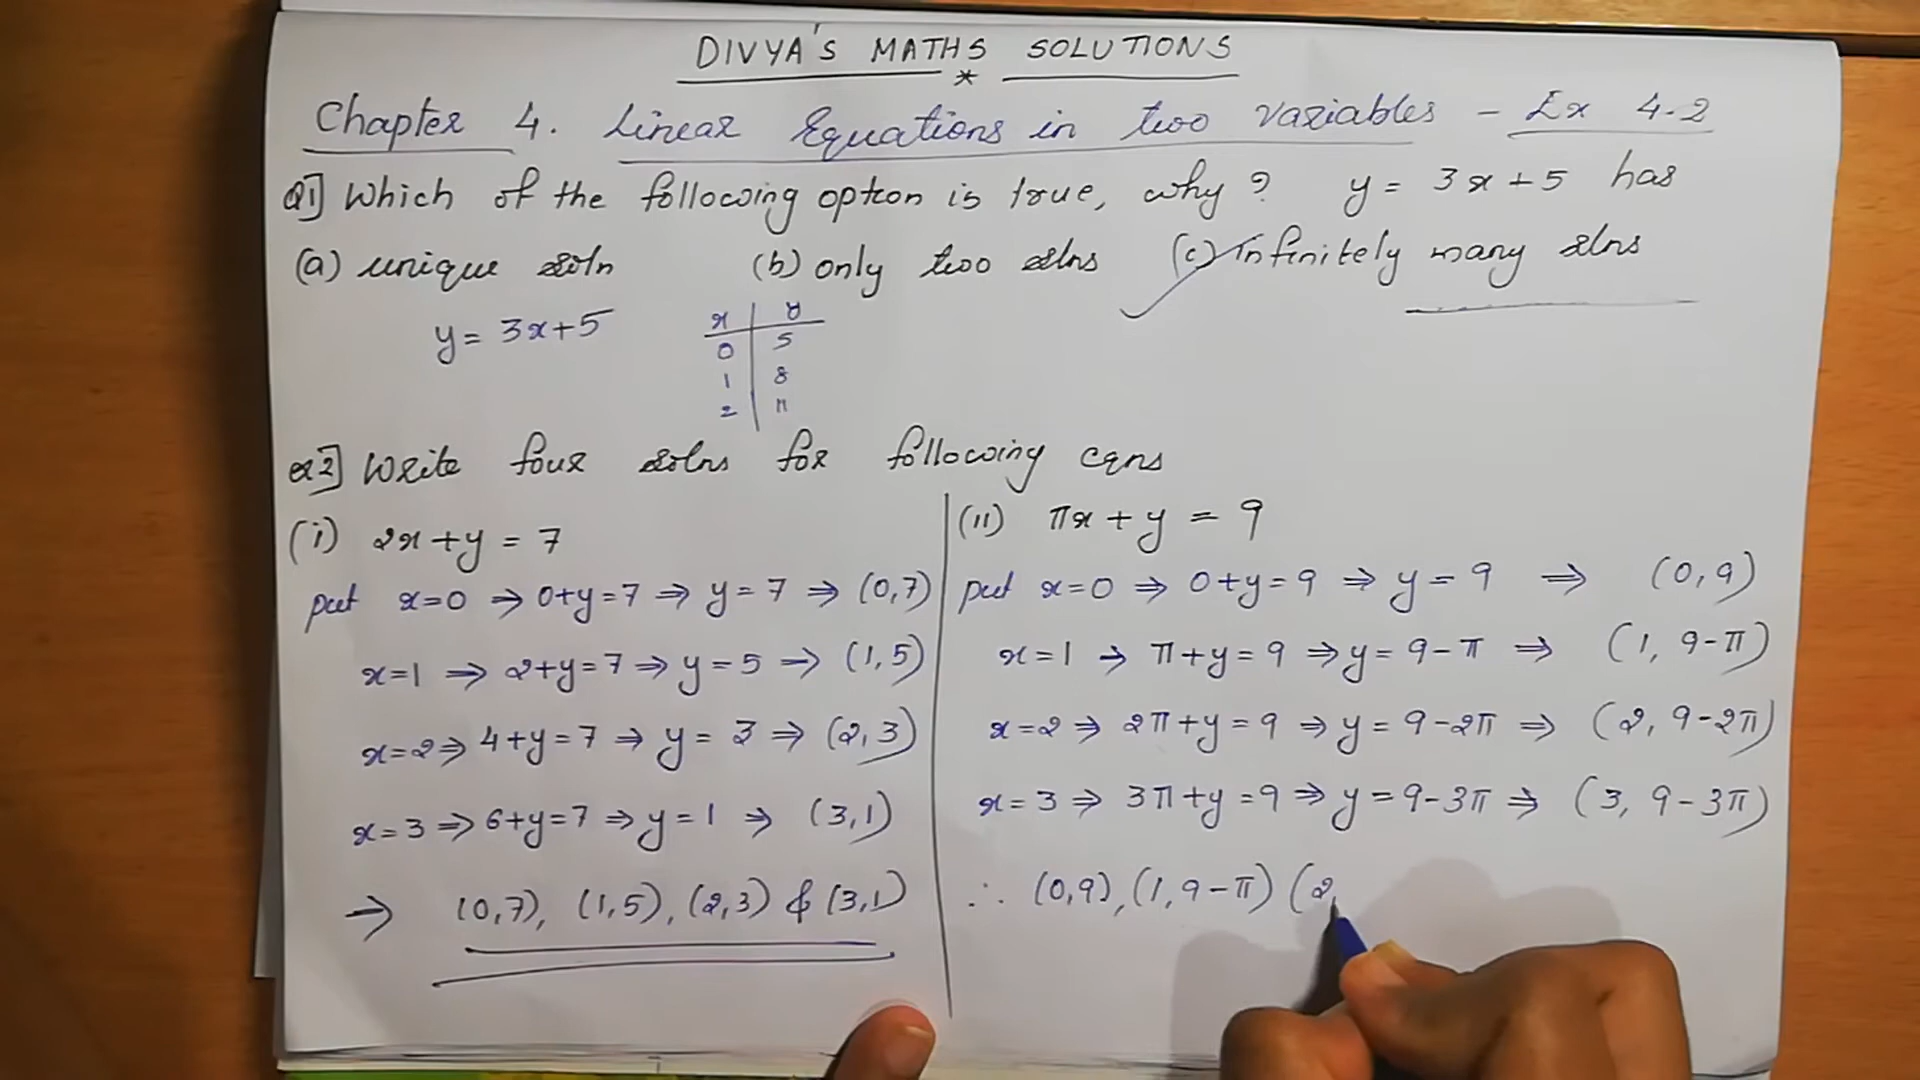 DIVYA'S MATHS SOLUTIONS
*
Chapter 4. Linear Equations in two variables - Ex 4.2
Q1] Which of the following option is true, why? y = 3x+5 has
(a) unique soln (b) only two slns (c) infinitely many slns
y = 3x+5
x | y
0 | 5
1 | 8
2 | 11
Q2] Write four solns for following eqns
(i) 2x+y = 7
put x=0 ⇒ 0+y=7 ⇒ y=7 ⇒ (0,7)
x=1 ⇒ 2+y=7 ⇒ y=5 ⇒ (1,5)
x=2 ⇒ 4+y=7 ⇒ y=3 ⇒ (2,3)
x=3 ⇒ 6+y=7 ⇒ y=1 ⇒ (3,1)
⇒ (0,7), (1,5), (2,3) & (3,1)
(ii) πx+y = 9
put x=0 ⇒ 0+y=9 ⇒ y=9 ⇒ (0,9)
x=1 → π+y=9 ⇒ y=9-π ⇒ (1, 9-π)
x=2 ⇒ 2π+y=9 ⇒ y=9-2π ⇒ (2, 9-2π)
x=3 ⇒ 3π+y=9 ⇒ y=9-3π ⇒ (3, 9-3π)
∴ (0,9), (1,9-π) (2,